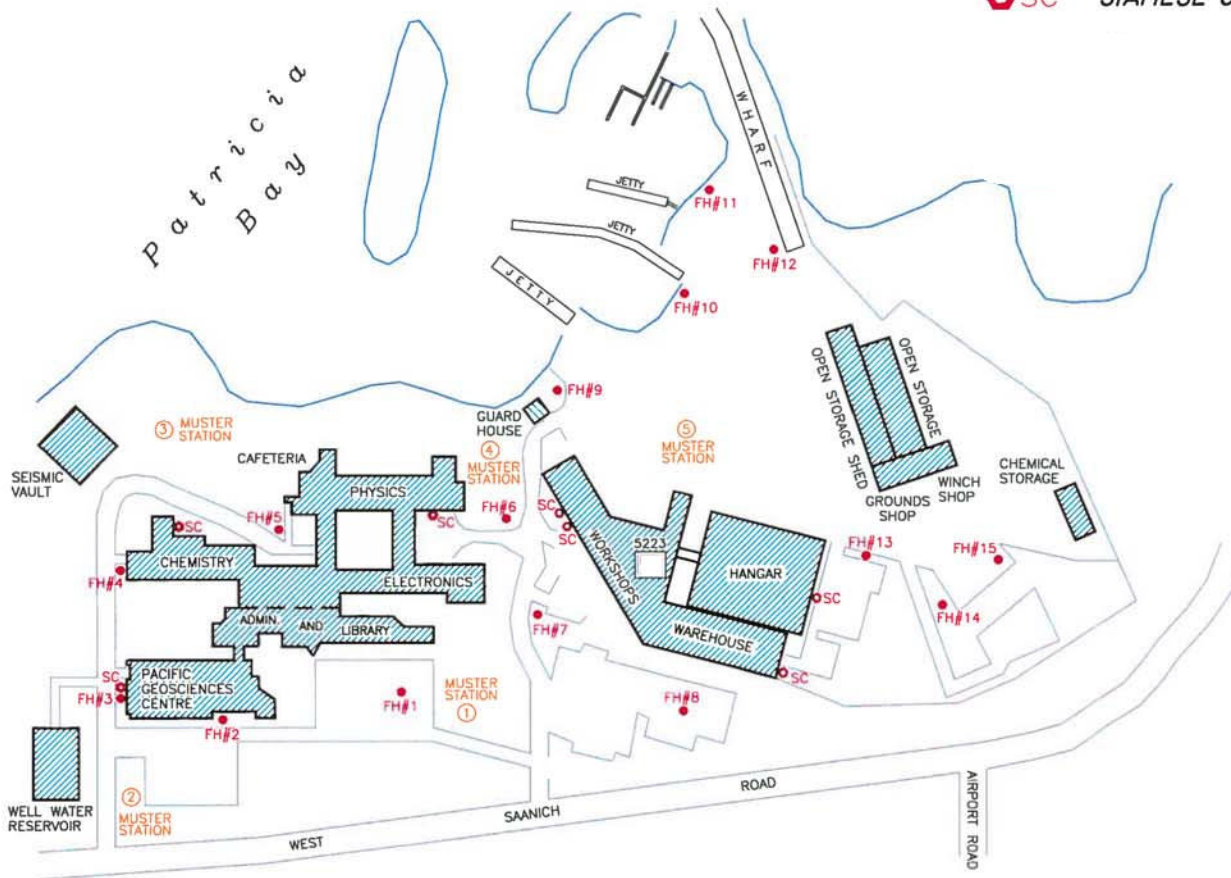 SC
SIAMESE
Patricia
Bay
WHARF
JETTY
FH#11
JETTY
FH#12
JETTY
FH#10
OPEN STORAGE SHED
OPEN STORAGE
FH#9
GUARD
HOUSE
3 MUSTER
STATION
4
MUSTER
STATION
5
MUSTER
STATION
CAFETERIA
SEISMIC
VAULT
PHYSICS
WINCH
SHOP
GROUNDS
SHOP
CHEMICAL
STORAGE
SC
FH#5
SC
FH#6
SC
SC
5223
WORKSHOPS
HANGAR
FH#13
FH#15
CHEMISTRY
FH#4
ELECTRONICS
SC
ADMIN. AND LIBRARY
FH#7
FH#14
WAREHOUSE
SC
SC
FH#3
PACIFIC
GEOSCIENCES
CENTRE
FH#2
FH#1
MUSTER
STATION
1
FH#8
WELL WATER
RESERVOIR
2
MUSTER
STATION
WEST SAANICH ROAD
AIRPORT ROAD